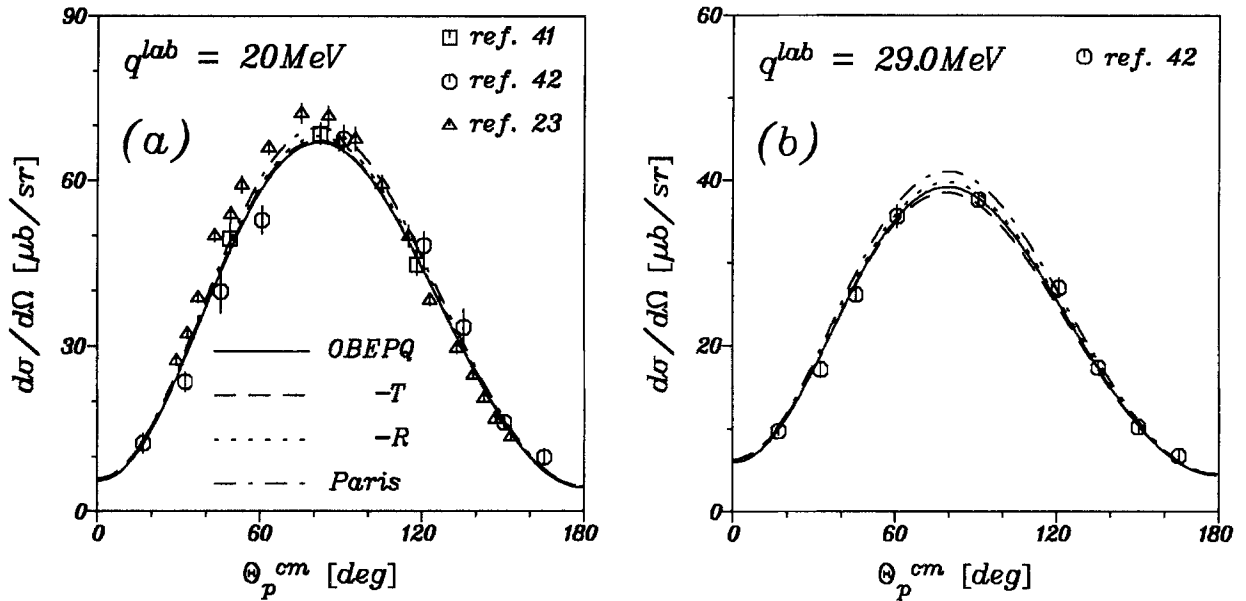 90
60
30
0
dσ/dΩ [μb/sr]
q^lab = 20MeV
(a)
ref. 41
ref. 42
ref. 23
OBEPQ
-T
-R
Paris
0
60
120
180
Θ_p^cm [deg]
60
40
20
0
dσ/dΩ [μb/sr]
q^lab = 29.0MeV
(b)
ref. 42
0
60
120
180
Θ_p^cm [deg]